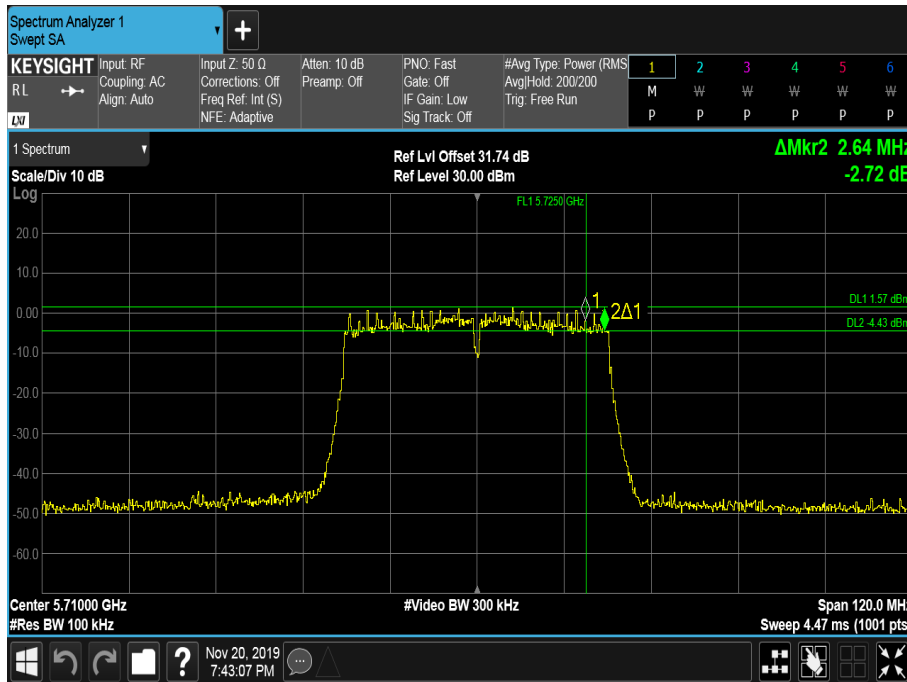 Spectrum Analyzer 1
Swept SA
+
KEYSIGHT
RL
LXI
Input: RF
Coupling: AC
Align: Auto
Input Z: 50 Ω
Corrections: Off
Freq Ref: Int (S)
NFE: Adaptive
Atten: 10 dB
Preamp: Off
PNO: Fast
Gate: Off
IF Gain: Low
Sig Track: Off
#Avg Type: Power (RMS
Avg|Hold: 200/200
Trig: Free Run
1 2 3 4 5 6
M W W W W W
P P P P P P
1 Spectrum
Scale/Div 10 dB
Log
Ref Lvl Offset 31.74 dB
Ref Level 30.00 dBm
ΔMkr2 2.64 MHz
-2.72 dB
FL1 5.7250 GHz
20.0
10.0
0.00
-10.0
-20.0
-30.0
-40.0
-50.0
-60.0
1
2Δ1
DL1 1.57 dBm
DL2 -4.43 dBm
Center 5.71000 GHz
#Res BW 100 kHz
#Video BW 300 kHz
Span 120.0 MHz
Sweep 4.47 ms (1001 pts
?
Nov 20, 2019
7:43:07 PM